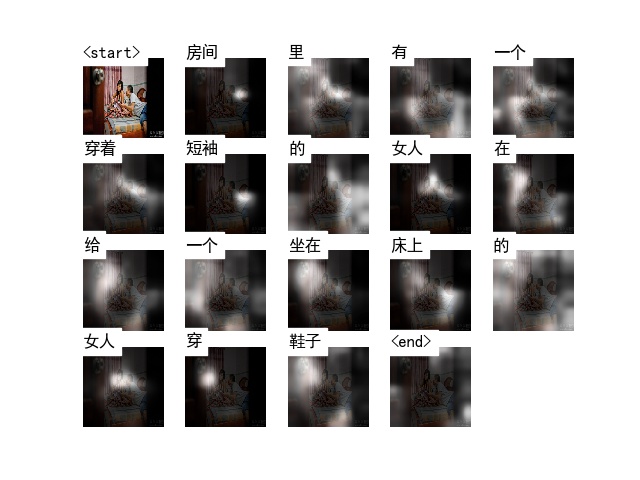 <start> 房间 里 有 一个
穿着 短袖 的 女人 在
给 一个 坐在 床上 的
女人 穿 鞋子 <end>